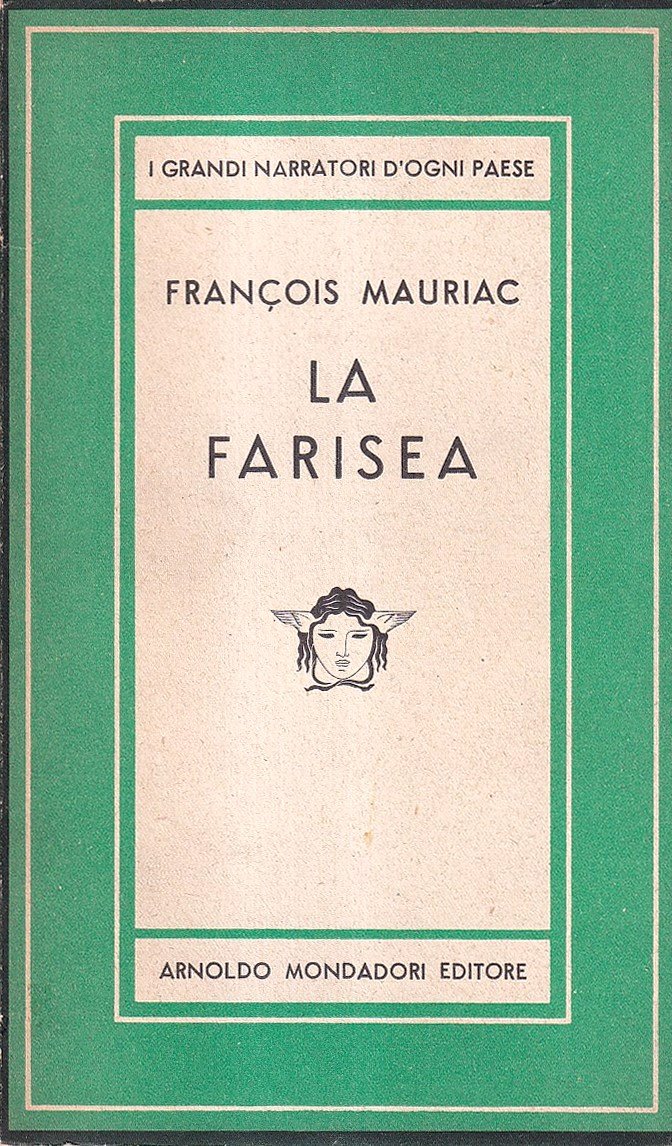 I GRANDI NARRATORI D'OGNI PAESE
FRANÇOIS MAURIAC
LA
FARISEA
ARNOLDO MONDADORI EDITORE